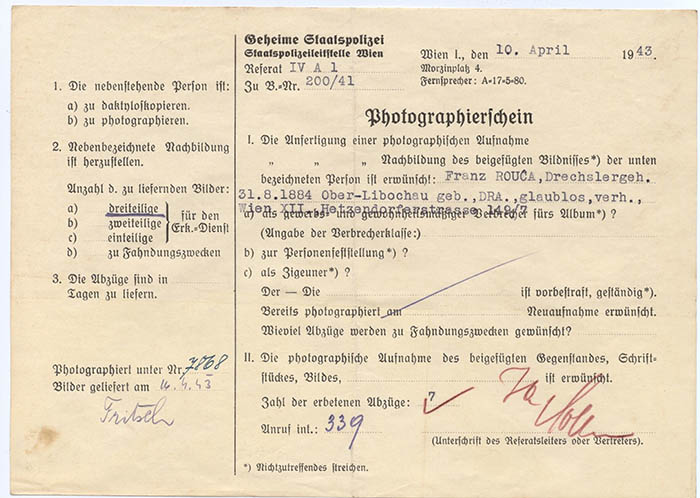 Geheime Staatspolizei
Staatspolizeileitstelle Wien
Referat IV A 1
Zu B.-Nr. 200/41
Wien I., den 10. April 1943.
Morzinplatz 4.
Fernsprecher: A-17-5-80.
1. Die nebenstehende Person ist:
a) zu daktyloskopieren.
b) zu photographieren.
2. Nebenbezeichnete Nachbildung
ist herzustellen.
Anzahl d. zu liefernden Bilder:
a) dreiteilige
b) zweiteilige
c) einteilige
für den
Erk.-Dienst
d) zu Fahndungszwecken
3. Die Abzüge sind in
Tagen zu liefern.
Photographiert unter Nr. 7868
Bilder geliefert am 16.4.43
Fritsch
Photographierschein
I. Die Anfertigung einer photographischen Aufnahme
„ „ „ Nachbildung des beigefügten Bildnisses*) der unten
bezeichneten Person ist erwünscht: Franz ROUČA, Drechslergeh.
31.8.1884 Ober-Libochau geb., DRA., glaublos, verh.,
Wien XII., Hetzendorferstrasse 149/7
a) als gewerbs- und gewohnheitsmäßiger Verbrecher fürs Album*) ?
(Angabe der Verbrecherklasse:)
b) zur Personenfeststellung*) ?
c) als Zigeuner*) ?
Der — Die ist vorbestraft, geständig*).
Bereits photographiert am Neuaufnahme erwünscht.
Wieviel Abzüge werden zu Fahndungszwecken gewünscht?
II. Die photographische Aufnahme des beigefügten Gegenstandes, Schrift-
stückes, Bildes, ist erwünscht.
Zahl der erbetenen Abzüge: 7
Anruf int.: 339
(Unterschrift des Referatsleiters oder Vertreters).
*) Nichtzutreffendes streichen.